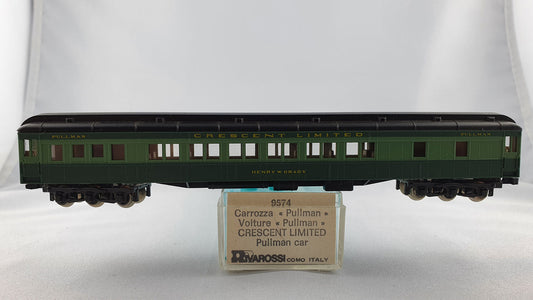 PULLMAN CRESCENT LIMITED PULLMAN
HENRY W. GRADY
9574
Carrozza « Pullman »
Voiture « Pullman »
CRESCENT LIMITED
Pullman car
RIVAROSSI COMO ITALY